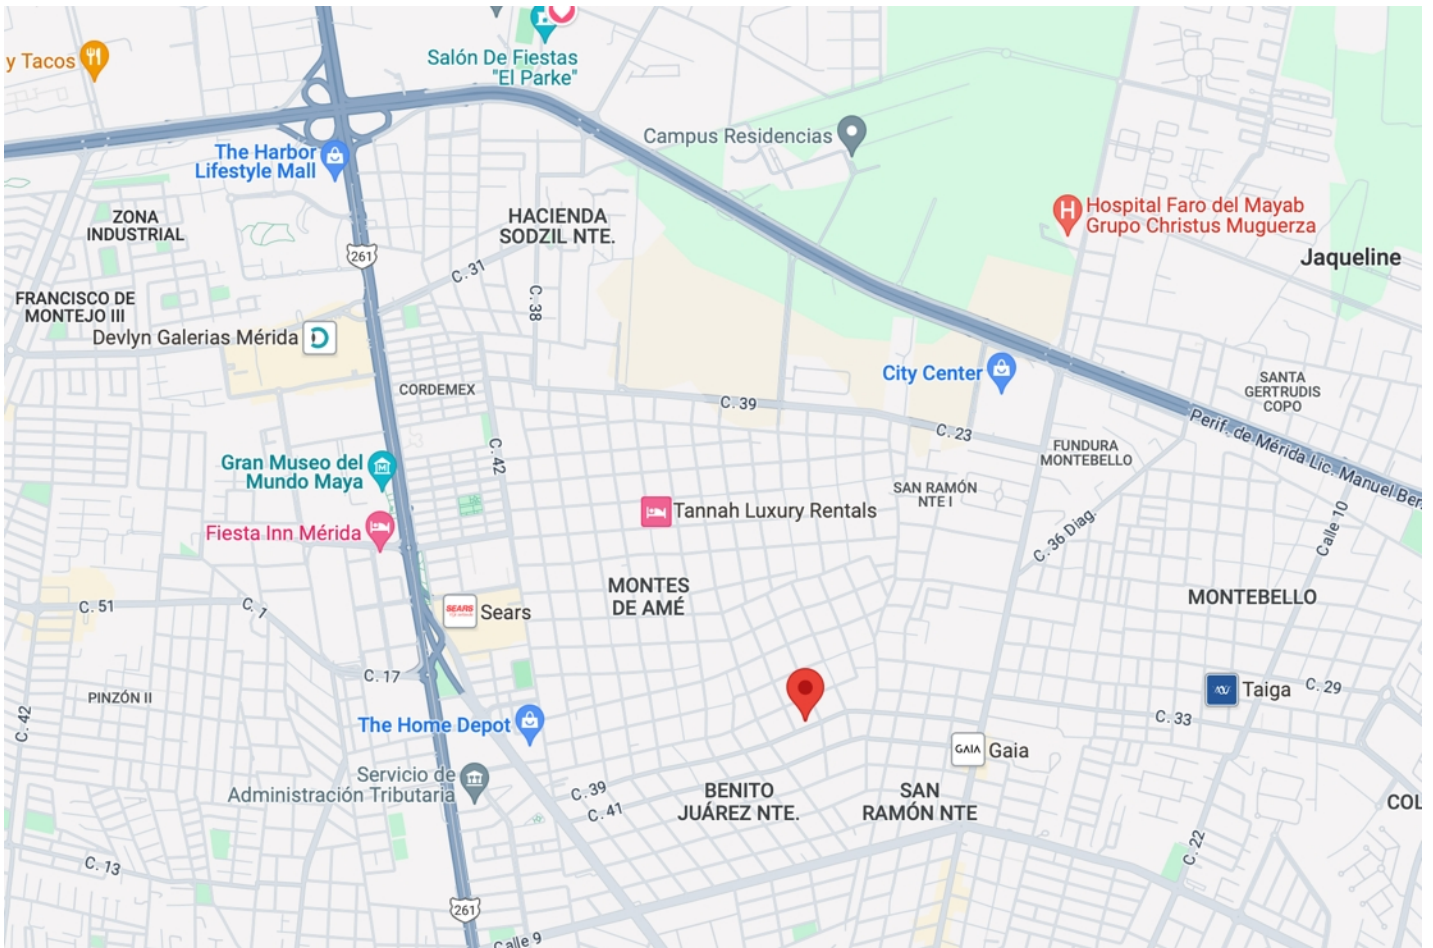 Salón De Fiestas
"El Parke"
y Tacos
Campus Residencias
The Harbor
Lifestyle Mall
ZONA
INDUSTRIAL
HACIENDA
SODZIL NTE.
Hospital Faro del Mayab
Grupo Christus Muguerza
Jaqueline
261
C. 31
C. 38
FRANCISCO DE
MONTEJO III
Devlyn Galerias Mérida
City Center
CORDEMEX
SANTA
GERTRUDIS
COPO
C. 39
C. 23
Perif. de Mérida Lic. Manuel Ber
FUNDURA
MONTEBELLO
C. 42
Gran Museo del
Mundo Maya
SAN RAMÓN
NTE I
Tannah Luxury Rentals
Fiesta Inn Mérida
C. 36 Diag.
Calle 10
MONTES
DE AMÉ
MONTEBELLO
C. 51
C. 1
SEARS
Sears
C. 17
PINZÓN II
C. 42
Taiga
C. 29
C. 33
The Home Depot
GAIA
Gaia
Servicio de
Administración Tributaria
C. 39
C. 41
BENITO
JUÁREZ NTE.
SAN
RAMÓN NTE
COL
C. 22
C. 13
261
Calle 9